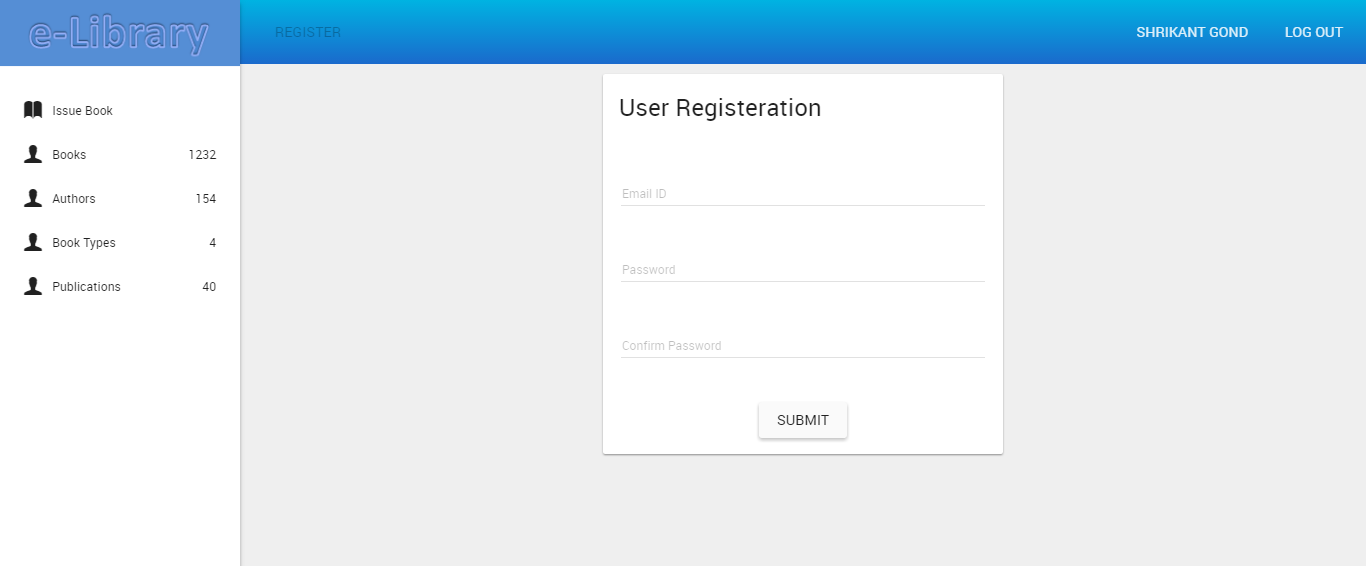 e-Library
REGISTER
SHRIKANT GOND
LOG OUT
Issue Book
Books 1232
Authors 154
Book Types 4
Publications 40
User Registeration
Email ID
Password
Confirm Password
SUBMIT